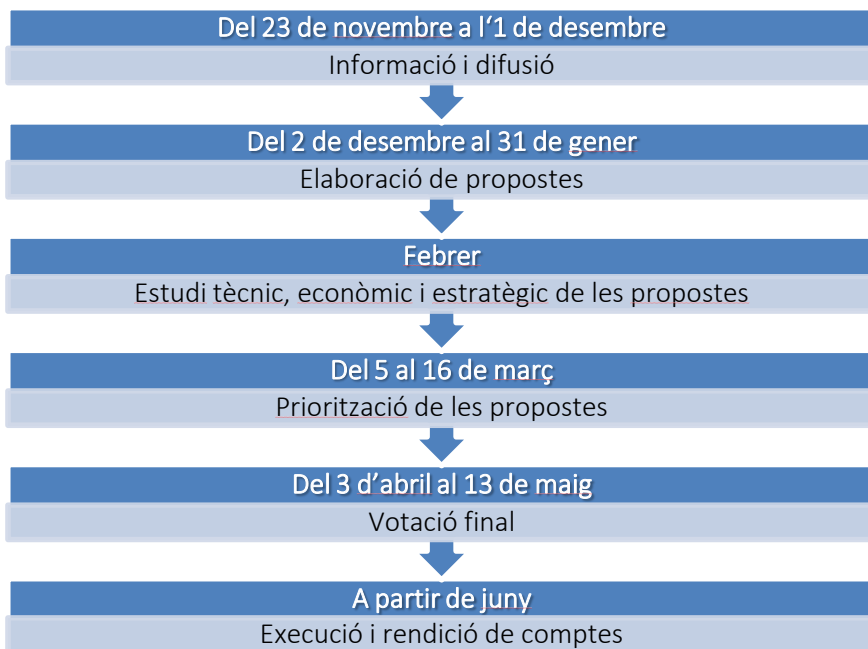 Del 23 de novembre a l‘1 de desembre
Informació i difusió
Del 2 de desembre al 31 de gener
Elaboració de propostes
Febrer
Estudi tècnic, econòmic i estratègic de les propostes
Del 5 al 16 de març
Priorització de les propostes
Del 3 d’abril al 13 de maig
Votació final
A partir de juny
Execució i rendició de comptes